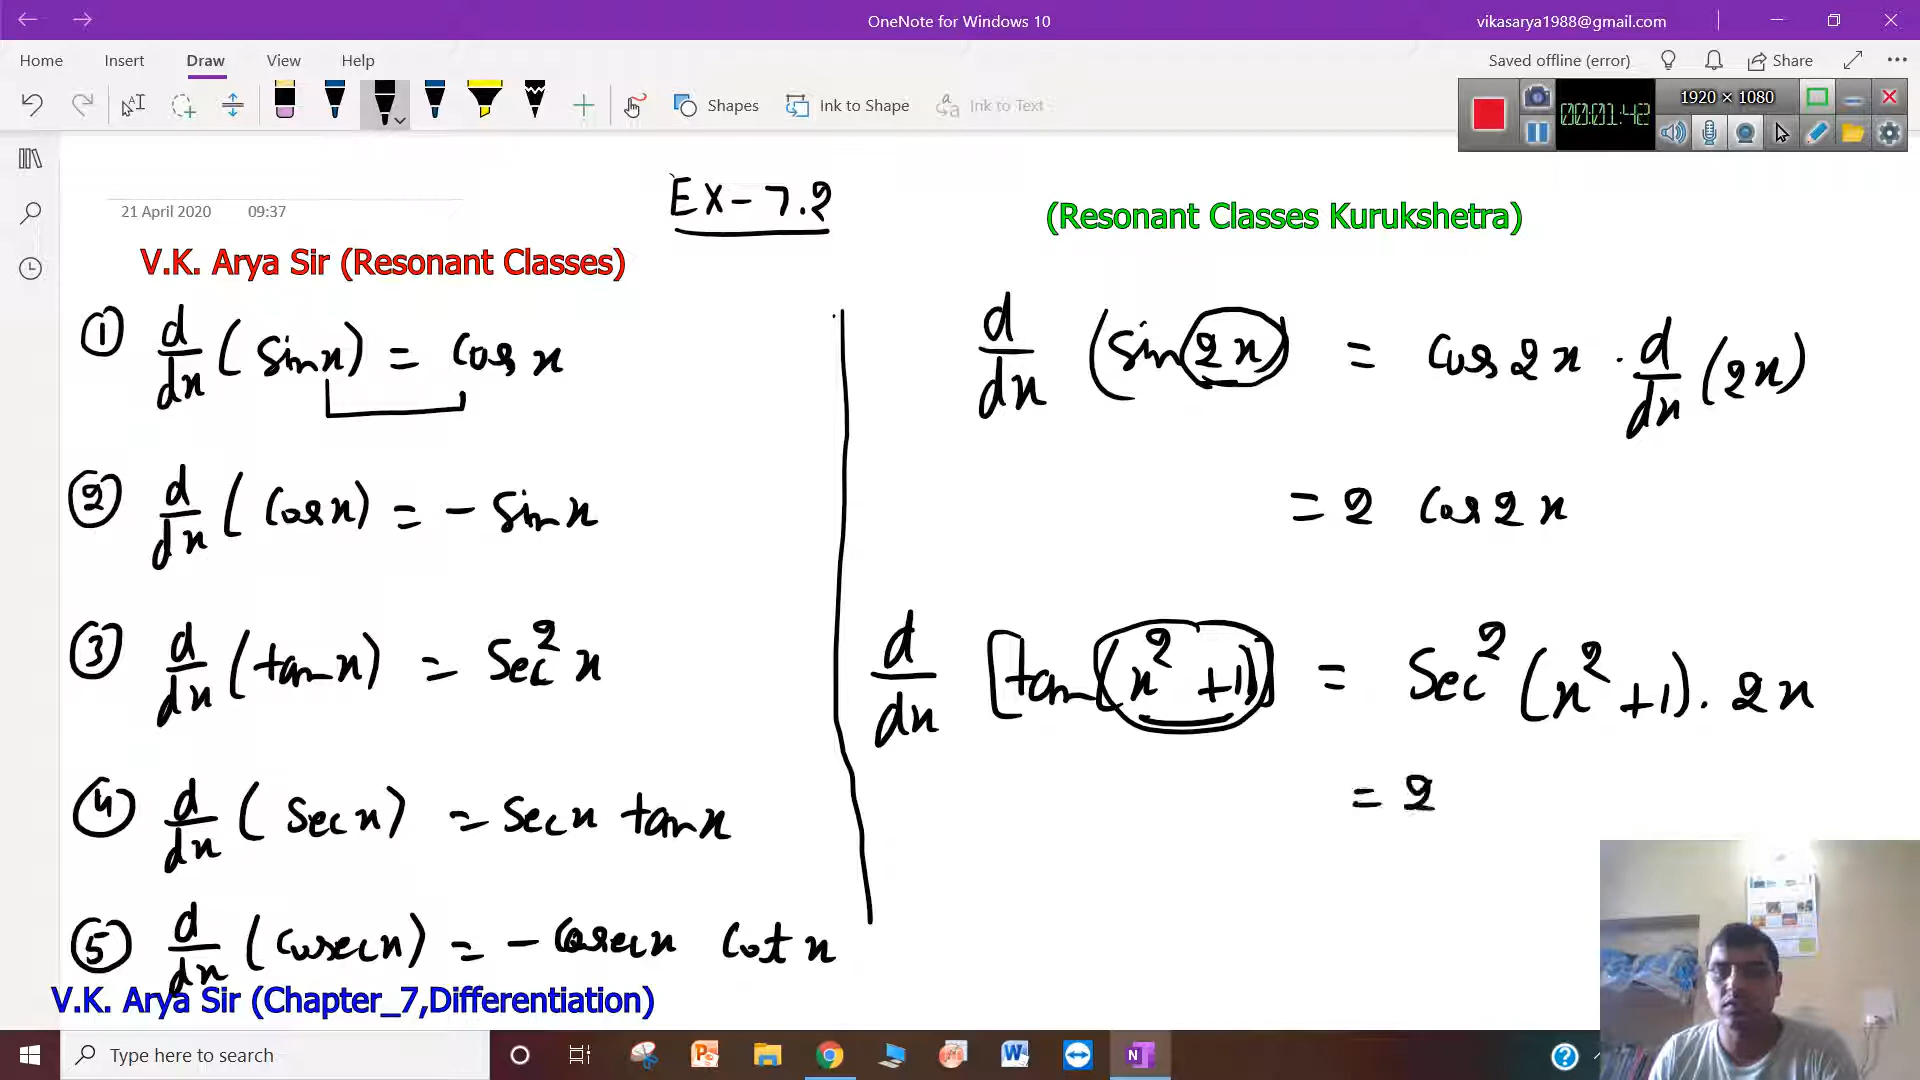 OneNote for Windows 10
vikasarya1988@gmail.com
Home Insert Draw View Help
Saved offline (error)
Share
Shapes
Ink to Shape
Ink to Text
1920 × 1080
00:01:42
21 April 2020 09:37
EX-7.2
(Resonant Classes Kurukshetra)
V.K. Arya Sir (Resonant Classes)
① d/dx (sin x) = cos x
② d/dx (cos x) = - sin x
③ d/dx (tan x) = Sec² x
④ d/dx (Sec x) = Sec x tan x
⑤ d/dx (cosec x) = - Cosec x Cot x
d/dx (sin 2x) = Cos 2x . d/dx (2x)
= 2 Cos 2x
d/dx [tan (x² + 1)] = Sec² (x² + 1) . 2x
= 2
V.K. Arya Sir (Chapter_7,Differentiation)
Type here to search